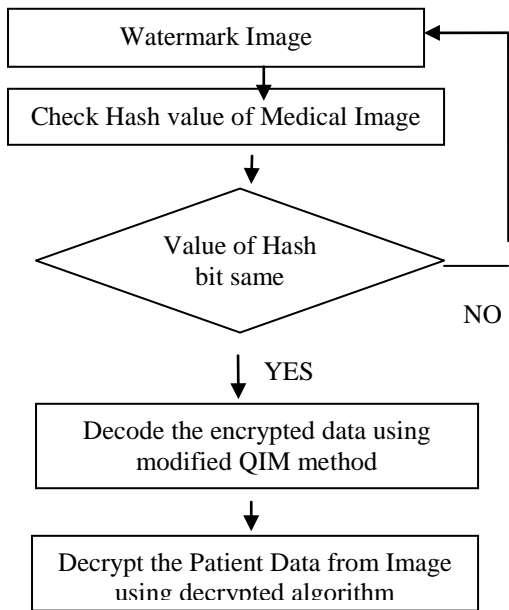 Watermark Image
Check Hash value of Medical Image
Value of Hash
bit same
NO
YES
Decode the encrypted data using
modified QIM method
Decrypt the Patient Data from Image
using decrypted algorithm